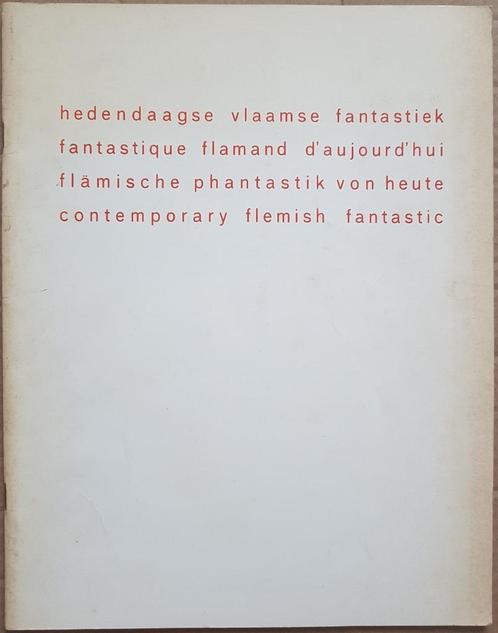 hedendaagse vlaamse fantastiek
fantastique flamand d'aujourd'hui
flämische phantastik von heute
contemporary flemish fantastic